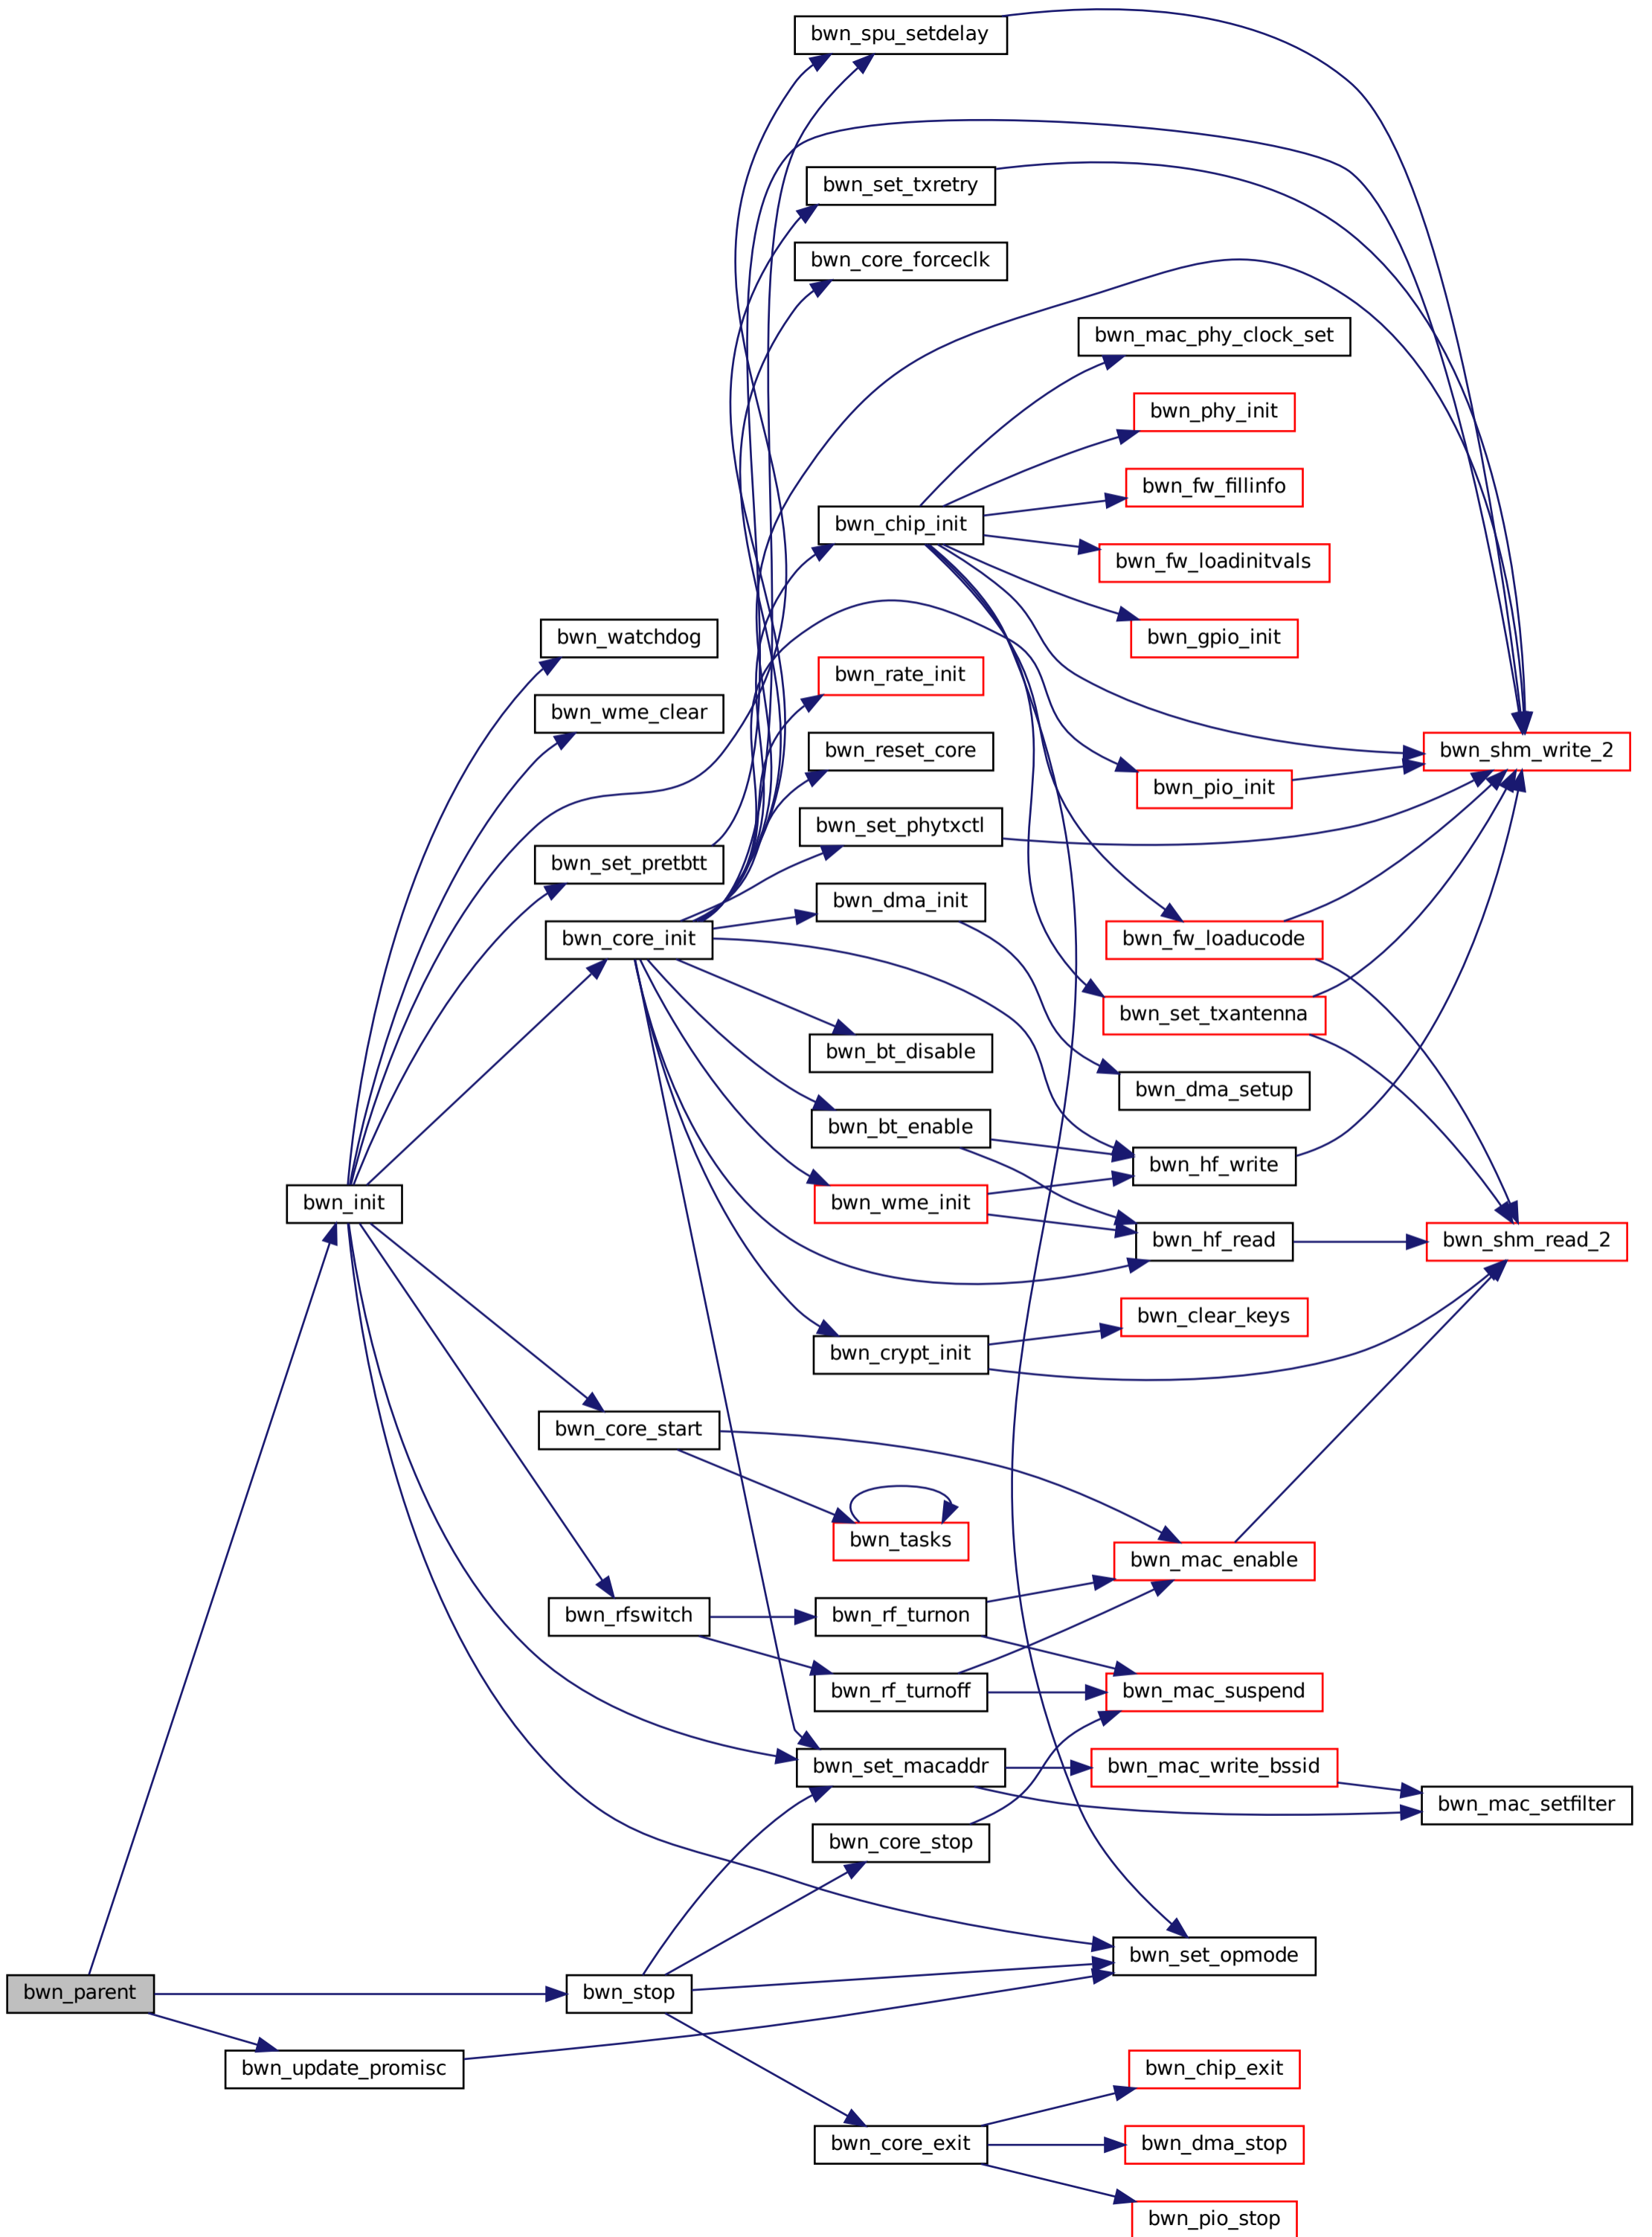 bwn_spu_setdelay
bwn_set_txretry
bwn_core_forceclk
bwn_mac_phy_clock_set
bwn_phy_init
bwn_fw_fillinfo
bwn_chip_init
bwn_fw_loadinitvals
bwn_watchdog
bwn_gpio_init
bwn_rate_init
bwn_wme_clear
bwn_reset_core
bwn_shm_write_2
bwn_pio_init
bwn_set_phytxctl
bwn_set_pretbtt
bwn_dma_init
bwn_core_init
bwn_fw_loaducode
bwn_set_txantenna
bwn_bt_disable
bwn_dma_setup
bwn_bt_enable
bwn_hf_write
bwn_init
bwn_wme_init
bwn_hf_read
bwn_shm_read_2
bwn_clear_keys
bwn_crypt_init
bwn_core_start
bwn_tasks
bwn_mac_enable
bwn_rfswitch
bwn_rf_turnon
bwn_rf_turnoff
bwn_mac_suspend
bwn_set_macaddr
bwn_mac_write_bssid
bwn_mac_setfilter
bwn_core_stop
bwn_set_opmode
bwn_parent
bwn_stop
bwn_update_promisc
bwn_chip_exit
bwn_core_exit
bwn_dma_stop
bwn_pio_stop